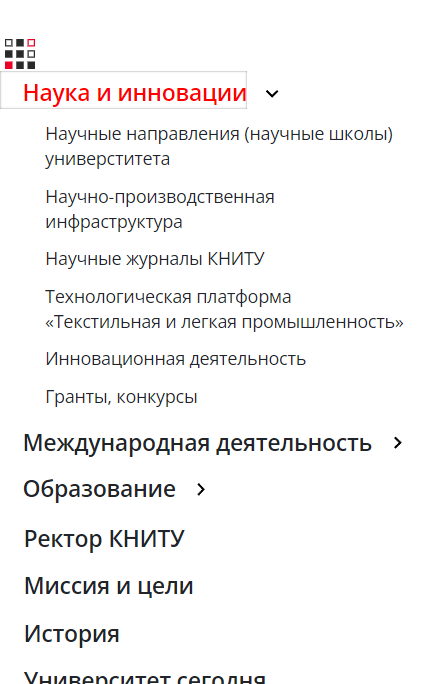 Наука и инновации
Научные направления (научные школы)
университета
Научно-производственная
инфраструктура
Научные журналы КНИТУ
Технологическая платформа
«Текстильная и легкая промышленность»
Инновационная деятельность
Гранты, конкурсы
Международная деятельность
Образование
Ректор КНИТУ
Миссия и цели
История
Университет сегодня